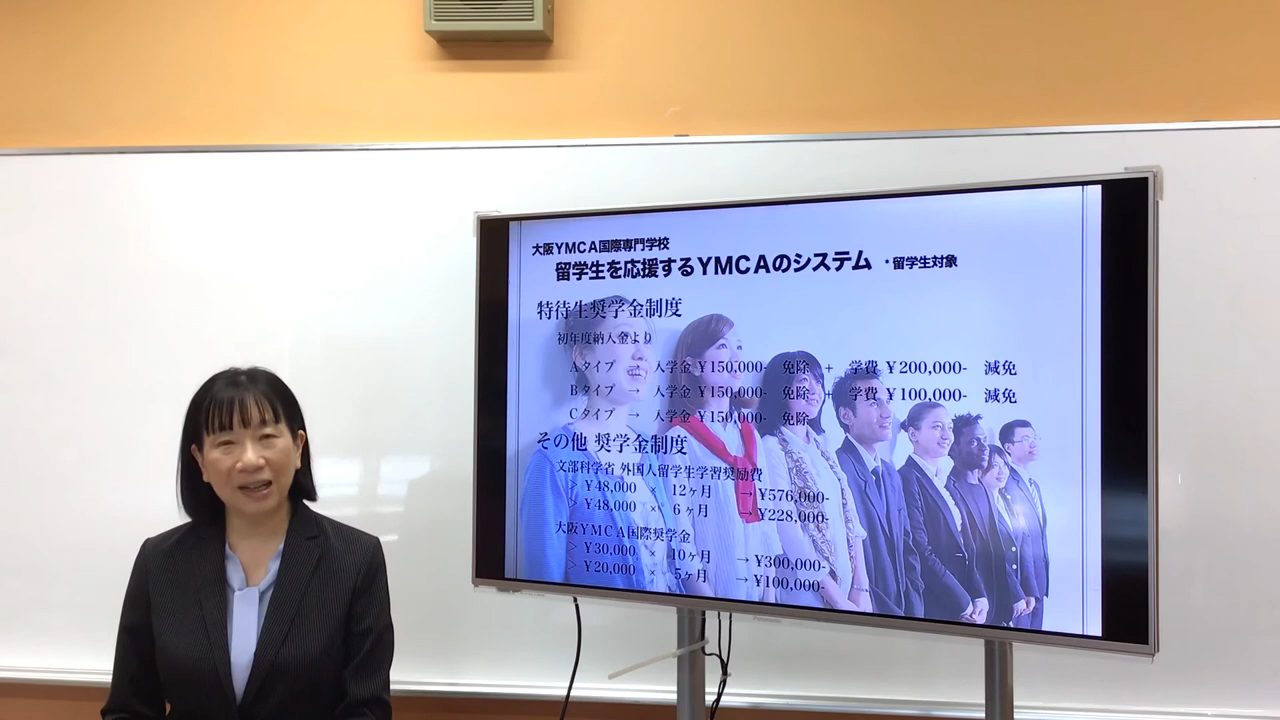 大阪YMCA国際専門学校
留学生を応援するYMCAのシステム ・留学生対象
特待生奨学金制度
初年度納入金より
Aタイプ → 入学金 ¥150,000- 免除 + 学費 ¥200,000- 減免
Bタイプ → 入学金 ¥150,000- 免除 + 学費 ¥100,000- 減免
Cタイプ → 入学金 ¥150,000- 免除
その他 奨学金制度
文部科学省 外国人留学生学習奨励費
> ¥48,000 × 12ヶ月 → ¥576,000-
> ¥48,000 × 6ヶ月 → ¥228,000-
大阪YMCA国際奨学金
> ¥30,000 × 10ヶ月 → ¥300,000-
> ¥20,000 × 5ヶ月 → ¥100,000-